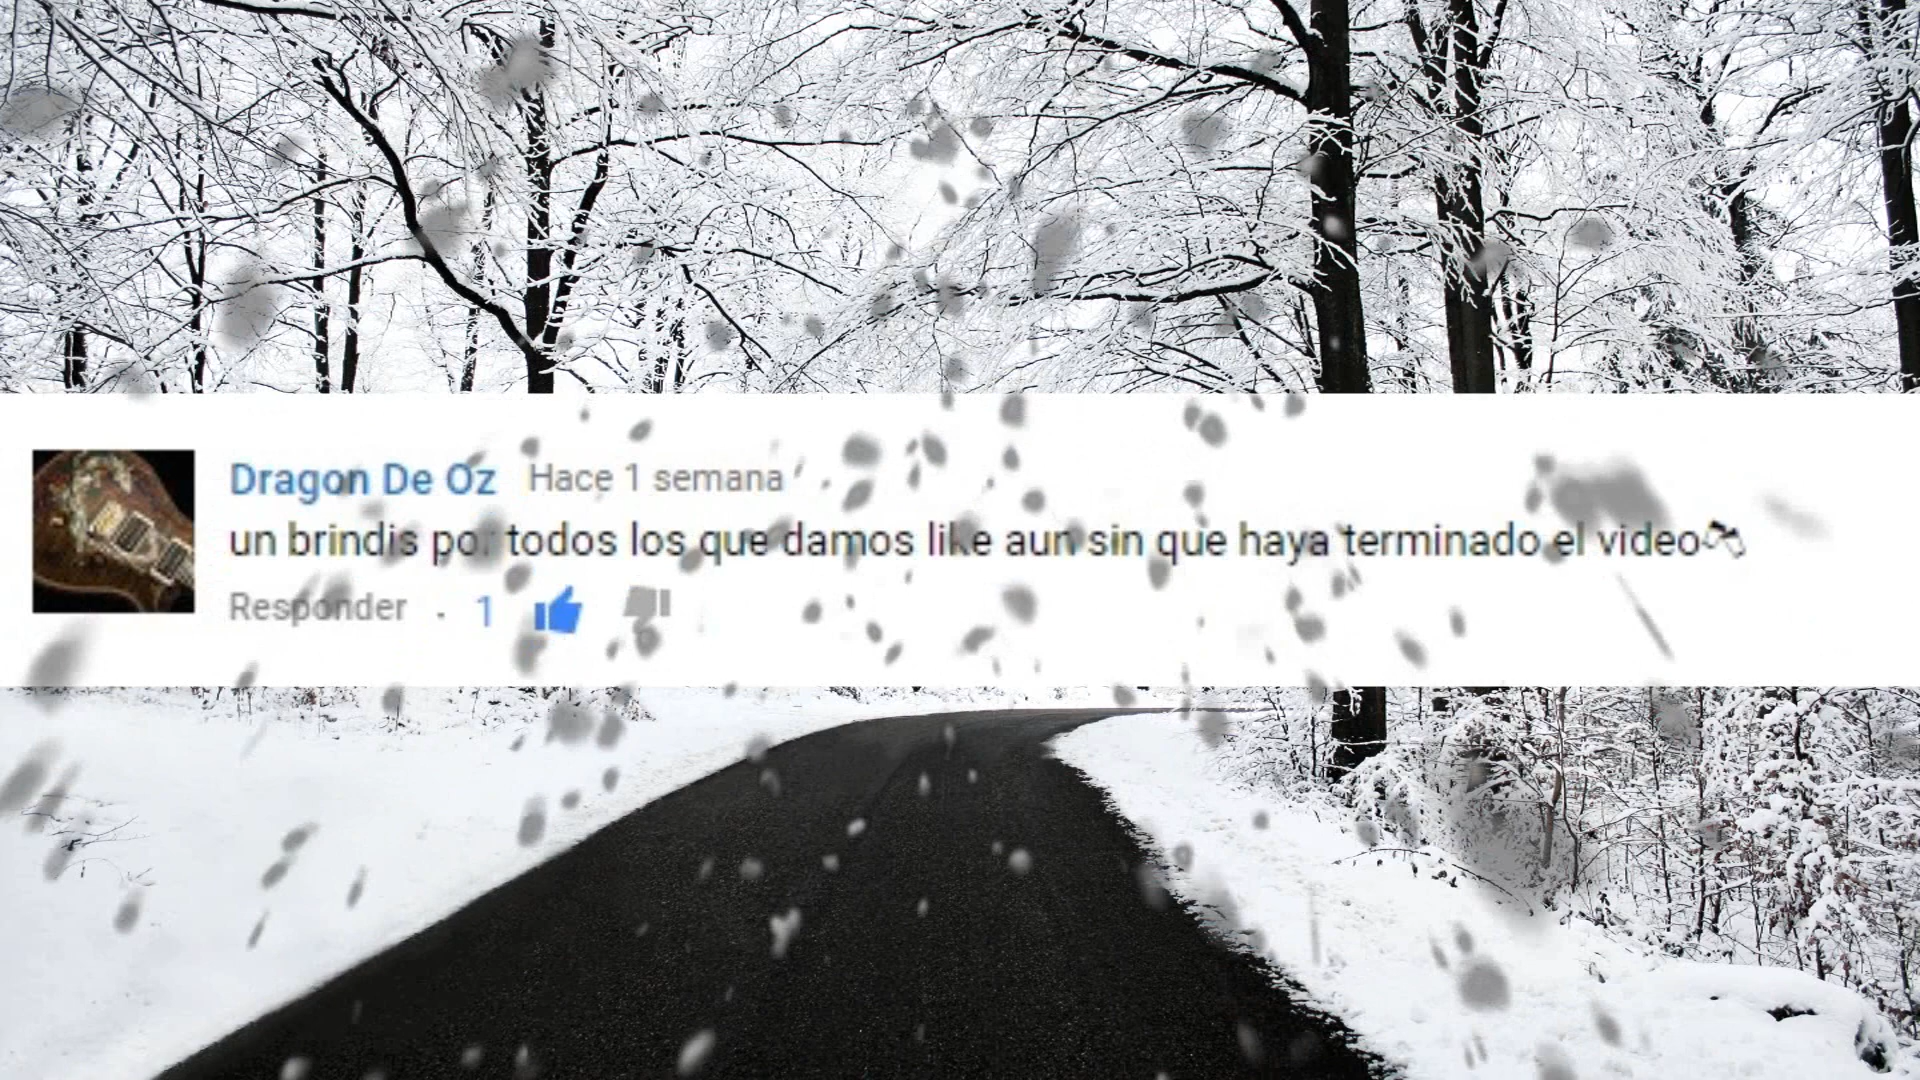 Dragon De Oz Hace 1 semana
un brindis por todos los que damos like aun sin que haya terminado el video
Responder · 1